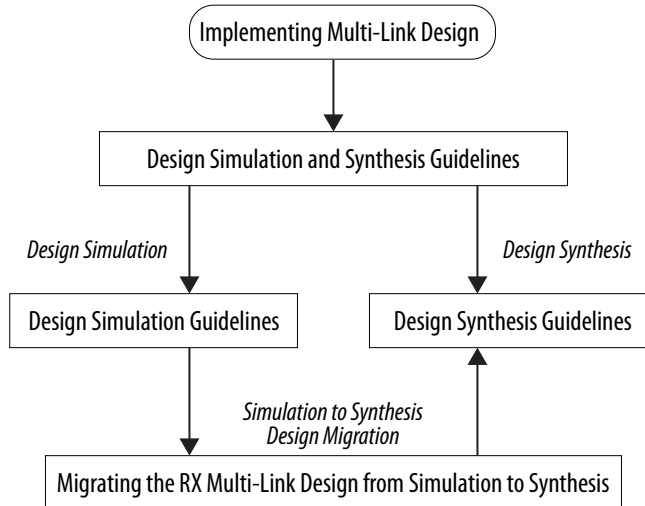 Implementing Multi-Link Design
Design Simulation and Synthesis Guidelines
Design Simulation
Design Synthesis
Design Simulation Guidelines
Design Synthesis Guidelines
Simulation to Synthesis
Design Migration
Migrating the RX Multi-Link Design from Simulation to Synthesis